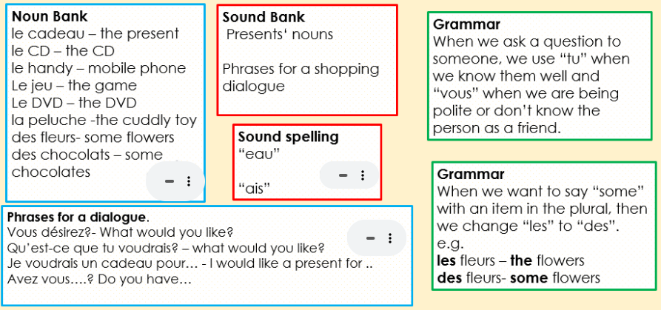 Noun Bank
le cadeau – the present
le CD – the CD
le handy – mobile phone
Le jeu – the game
Le DVD – the DVD
la peluche -the cuddly toy
des fleurs- some flowers
des chocolats – some
chocolates
Sound Bank
Presents' nouns
Phrases for a shopping
dialogue
Sound spelling
“eau”
“ais”
Grammar
When we ask a question to
someone, we use “tu” when
we know them well and
“vous” when we are being
polite or don’t know the
person as a friend.
Grammar
When we want to say “some”
with an item in the plural, then
we change “les” to “des”.
e.g.
les fleurs – the flowers
des fleurs- some flowers
Phrases for a dialogue.
Vous désirez?- What would you like?
Qu’est-ce que tu voudrais? – what would you like?
Je voudrais un cadeau pour… - I would like a present for ..
Avez vous….? Do you have…